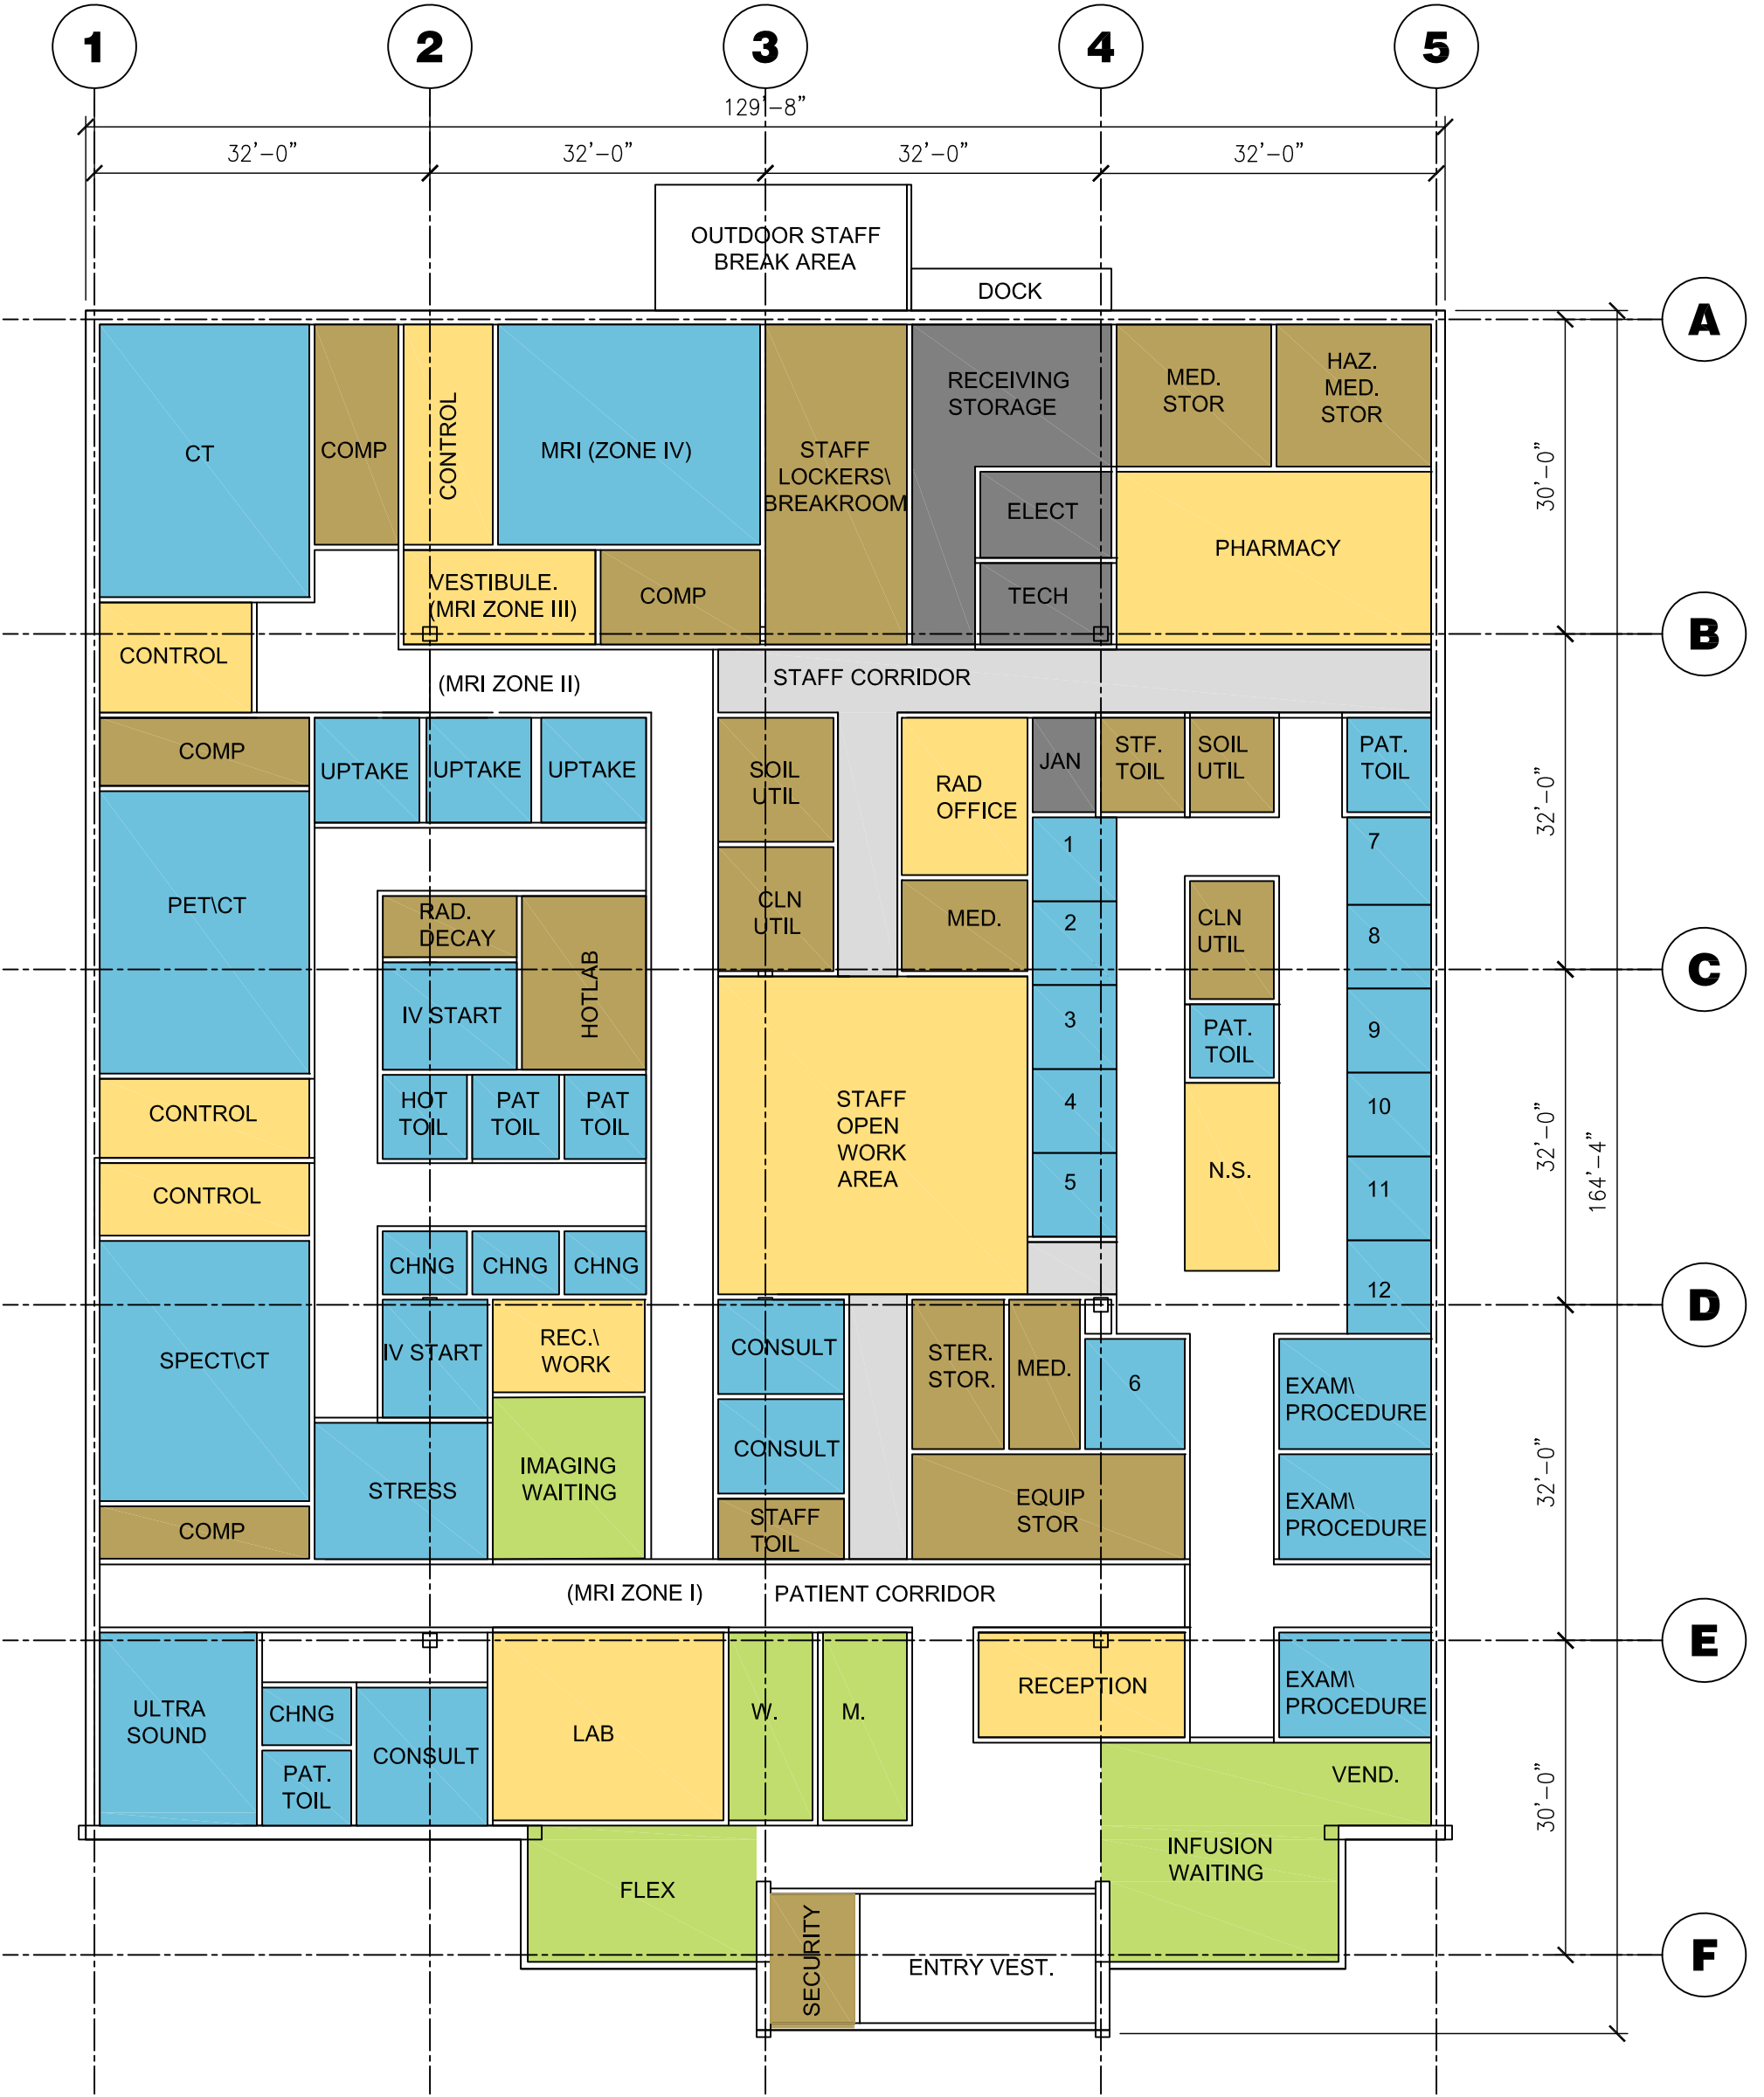 1
2
3
4
5
129'-8"
32'-0"
32'-0"
32'-0"
32'-0"
OUTDOOR STAFF
BREAK AREA
DOCK
A
CT
COMP
CONTROL
MRI (ZONE IV)
STAFF
LOCKERS\
BREAKROOM
RECEIVING
STORAGE
MED.
STOR
HAZ.
MED.
STOR
30'-0"
ELECT
PHARMACY
VESTIBULE.
(MRI ZONE III)
COMP
TECH
B
CONTROL
(MRI ZONE II)
STAFF CORRIDOR
COMP
UPTAKE
UPTAKE
UPTAKE
SOIL
UTIL
RAD
OFFICE
JAN
STF.
TOIL
SOIL
UTIL
PAT.
TOIL
32'-0"
1
7
PET\CT
RAD.
DECAY
HOTLAB
CLN
UTIL
MED.
2
CLN
UTIL
8
C
IV START
3
PAT.
TOIL
9
CONTROL
HOT
TOIL
PAT
TOIL
PAT
TOIL
STAFF
OPEN
WORK
AREA
4
10
32'-0"
164'-4"
CONTROL
5
N.S.
11
CHNG
CHNG
CHNG
12
D
SPECT\CT
IV START
REC.\
WORK
CONSULT
STER.
STOR.
MED.
6
EXAM\
PROCEDURE
STRESS
IMAGING
WAITING
CONSULT
EQUIP
STOR
EXAM\
PROCEDURE
32'-0"
COMP
STAFF
TOIL
(MRI ZONE I)
PATIENT CORRIDOR
E
ULTRA
SOUND
CHNG
PAT.
TOIL
CONSULT
LAB
W.
M.
RECEPTION
EXAM\
PROCEDURE
VEND.
30'-0"
FLEX
INFUSION
WAITING
SECURITY
ENTRY VEST.
F